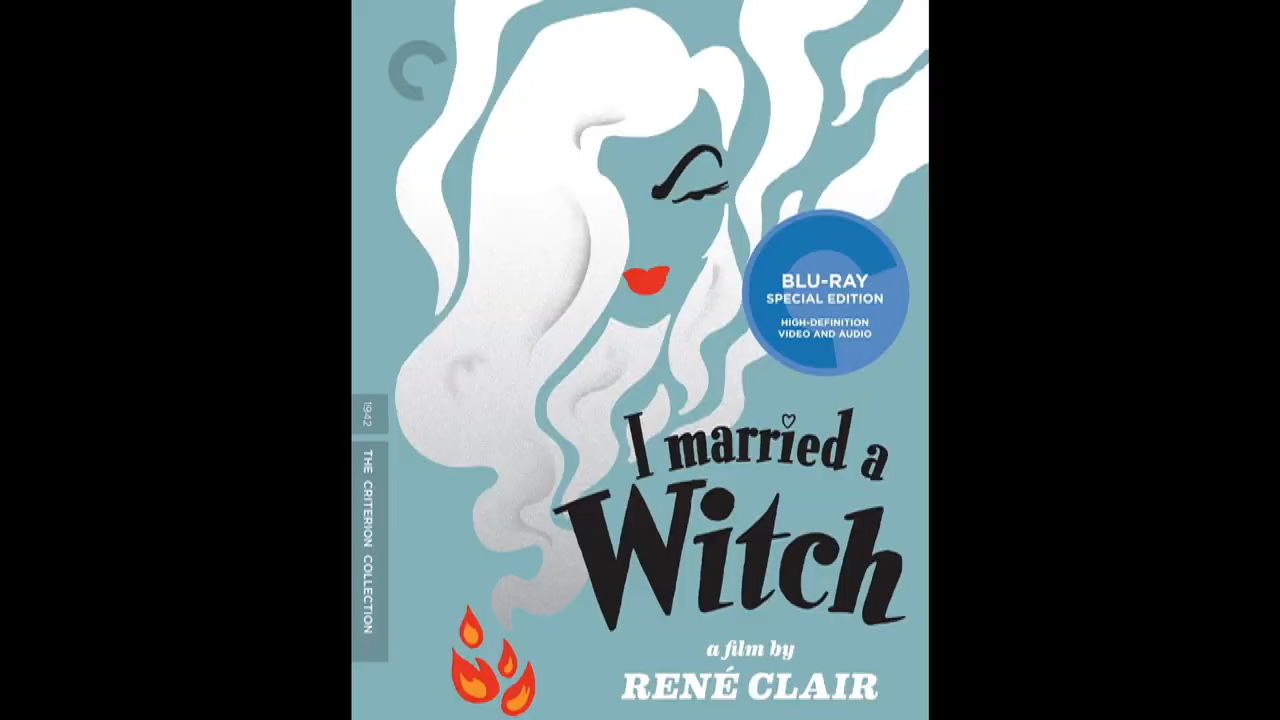 1942
THE CRITERION COLLECTION
BLU-RAY
SPECIAL EDITION
HIGH-DEFINITION
VIDEO AND AUDIO
I married a
Witch
a film by
RENÉ CLAIR